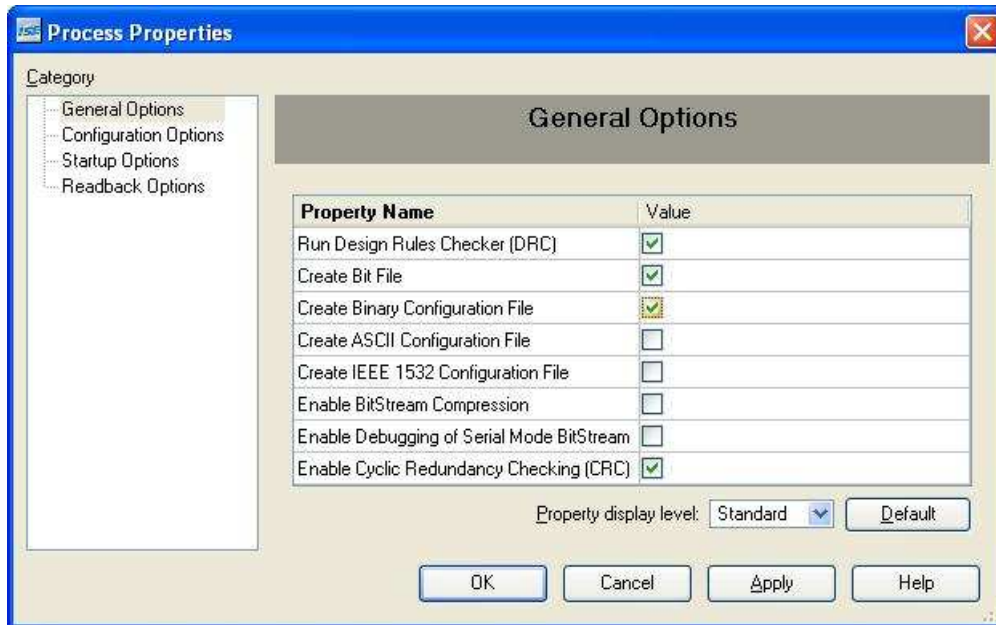 ISE Process Properties
Category
General Options
Configuration Options
Startup Options
Readback Options
General Options
Property Name Value
Run Design Rules Checker (DRC)
Create Bit File
Create Binary Configuration File
Create ASCII Configuration File
Create IEEE 1532 Configuration File
Enable BitStream Compression
Enable Debugging of Serial Mode BitStream
Enable Cyclic Redundancy Checking (CRC)
Property display level: Standard Default
OK Cancel Apply Help